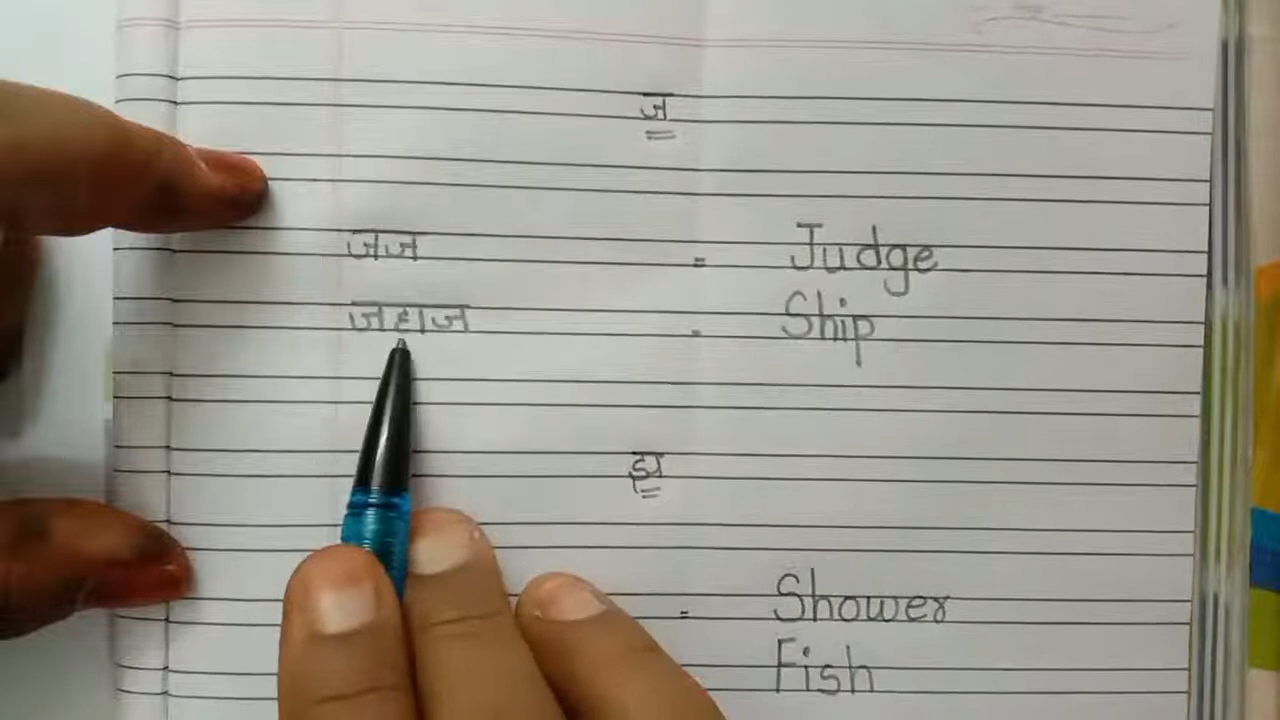 ज
जज = Judge
जहाज = Ship
झ
= Shower
Fish